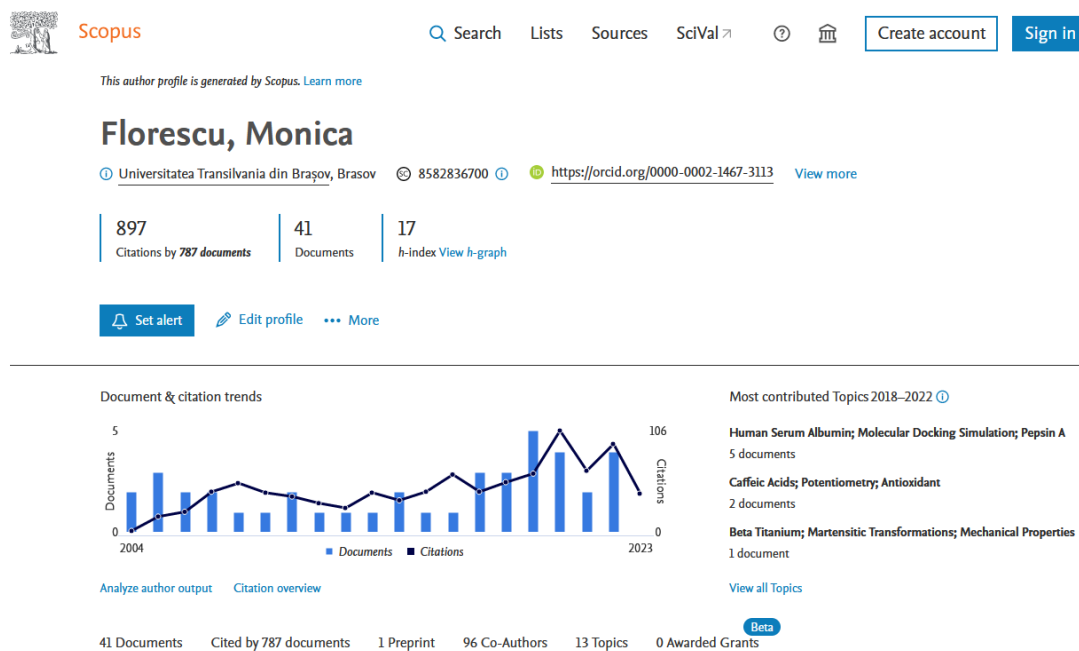 Scopus
Search Lists Sources SciVal Create account Sign in
This author profile is generated by Scopus. Learn more
Florescu, Monica
Universitatea Transilvania din Brașov, Brasov SC 8582836700 iD https://orcid.org/0000-0002-1467-3113 View more
897 41 17
Citations by 787 documents Documents h-index View h-graph
Set alert Edit profile More
Document & citation trends
5 106
Documents Citations
0 0
2004 2023
Documents Citations
Analyze author output Citation overview
Most contributed Topics 2018–2022
Human Serum Albumin; Molecular Docking Simulation; Pepsin A
5 documents
Caffeic Acids; Potentiometry; Antioxidant
2 documents
Beta Titanium; Martensitic Transformations; Mechanical Properties
1 document
View all Topics
Beta
41 Documents Cited by 787 documents 1 Preprint 96 Co-Authors 13 Topics 0 Awarded Grants